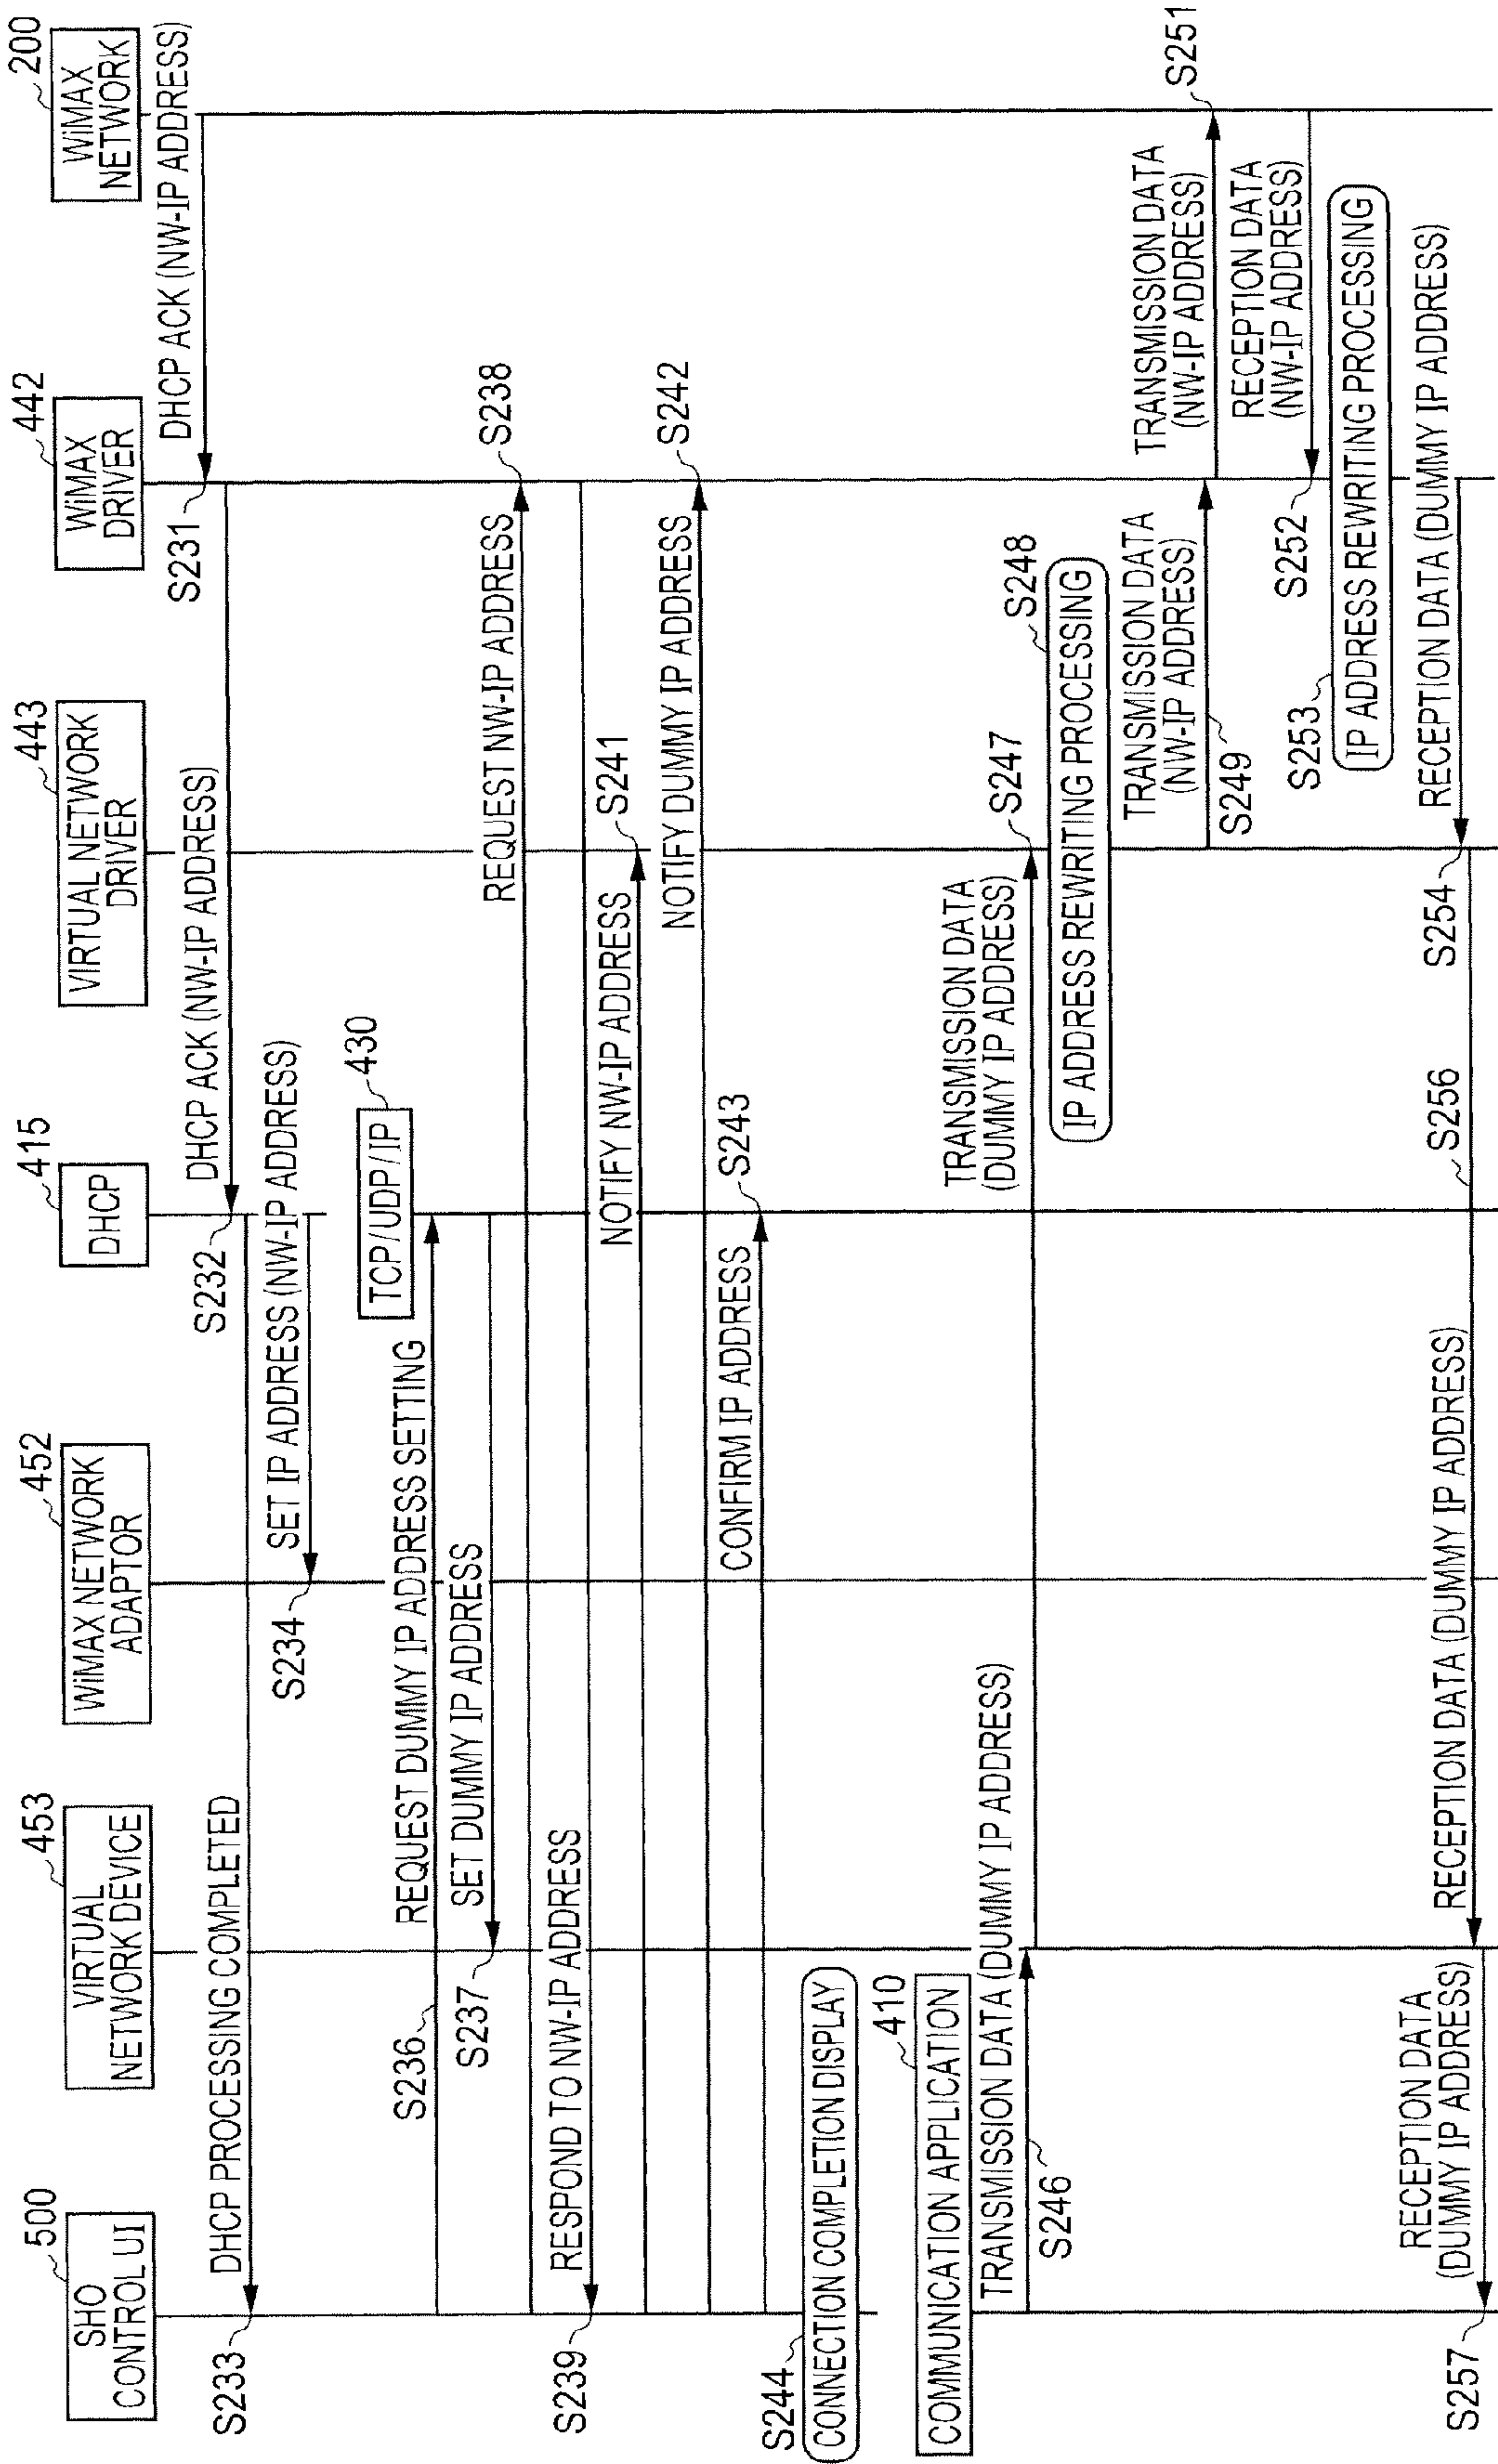 500
SHO
CONTROL UI
453
VIRTUAL
NETWORK DEVICE
452
WiMAX NETWORK
ADAPTOR
415
DHCP
443
VIRTUAL NETWORK
DRIVER
442
WiMAX
DRIVER
200
WiMAX
NETWORK
DHCP ACK (NW-IP ADDRESS)
S231
DHCP ACK (NW-IP ADDRESS)
S232
DHCP PROCESSING COMPLETED
S233
SET IP ADDRESS (NW-IP ADDRESS)
S234
430
TCP/UDP/IP
REQUEST DUMMY IP ADDRESS SETTING
S236
SET DUMMY IP ADDRESS
S237
REQUEST NW-IP ADDRESS
S238
RESPOND TO NW-IP ADDRESS
S239
NOTIFY NW-IP ADDRESS
S241
NOTIFY DUMMY IP ADDRESS
S242
CONFIRM IP ADDRESS
S243
S244
CONNECTION COMPLETION DISPLAY
410
COMMUNICATION APPLICATION
TRANSMISSION DATA (DUMMY IP ADDRESS)
S246
TRANSMISSION DATA
(DUMMY IP ADDRESS)
S247
S248
IP ADDRESS REWRITING PROCESSING
TRANSMISSION DATA
(NW-IP ADDRESS)
S249
TRANSMISSION DATA
(NW-IP ADDRESS)
S251
RECEPTION DATA
(NW-IP ADDRESS)
S252
S253
IP ADDRESS REWRITING PROCESSING
RECEPTION DATA (DUMMY IP ADDRESS)
S254
S256
RECEPTION DATA (DUMMY IP ADDRESS)
RECEPTION DATA
(DUMMY IP ADDRESS)
S257